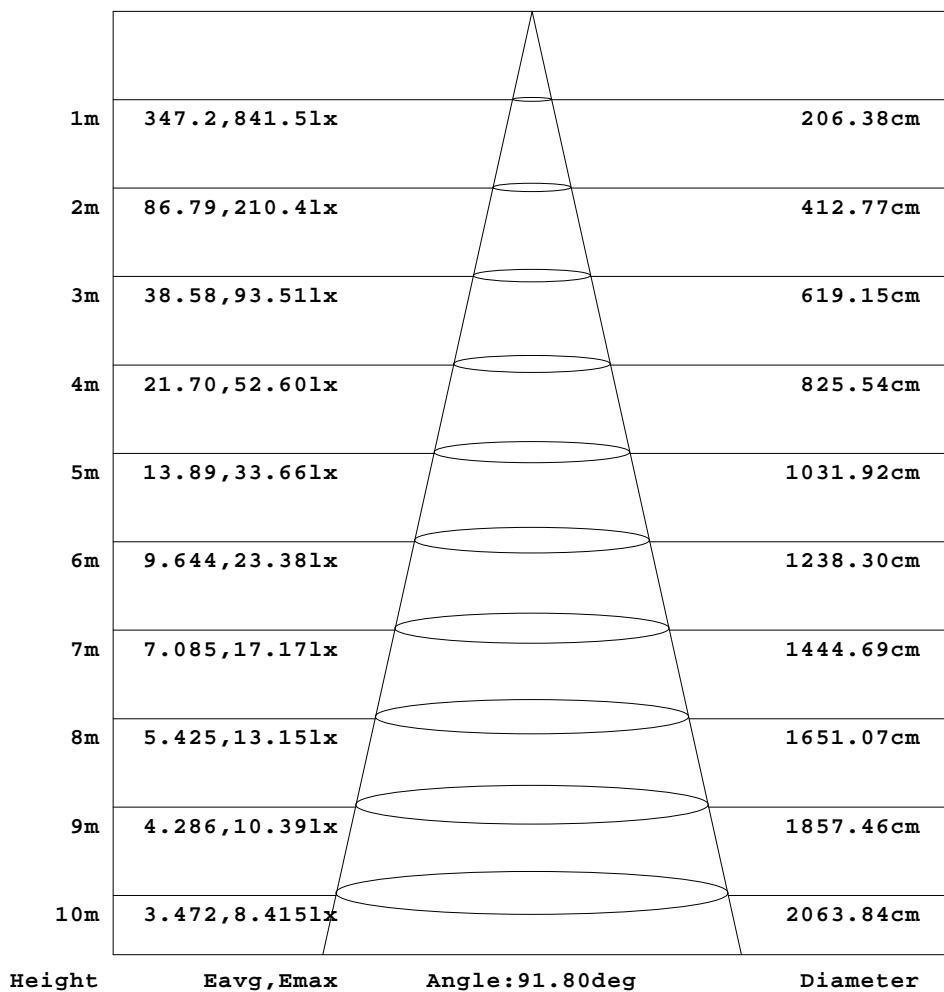 1m 347.2,841.5lx 206.38cm
2m 86.79,210.4lx 412.77cm
3m 38.58,93.51lx 619.15cm
4m 21.70,52.60lx 825.54cm
5m 13.89,33.66lx 1031.92cm
6m 9.644,23.38lx 1238.30cm
7m 7.085,17.17lx 1444.69cm
8m 5.425,13.15lx 1651.07cm
9m 4.286,10.39lx 1857.46cm
10m 3.472,8.415lx 2063.84cm
Height Eavg,Emax Angle:91.80deg Diameter